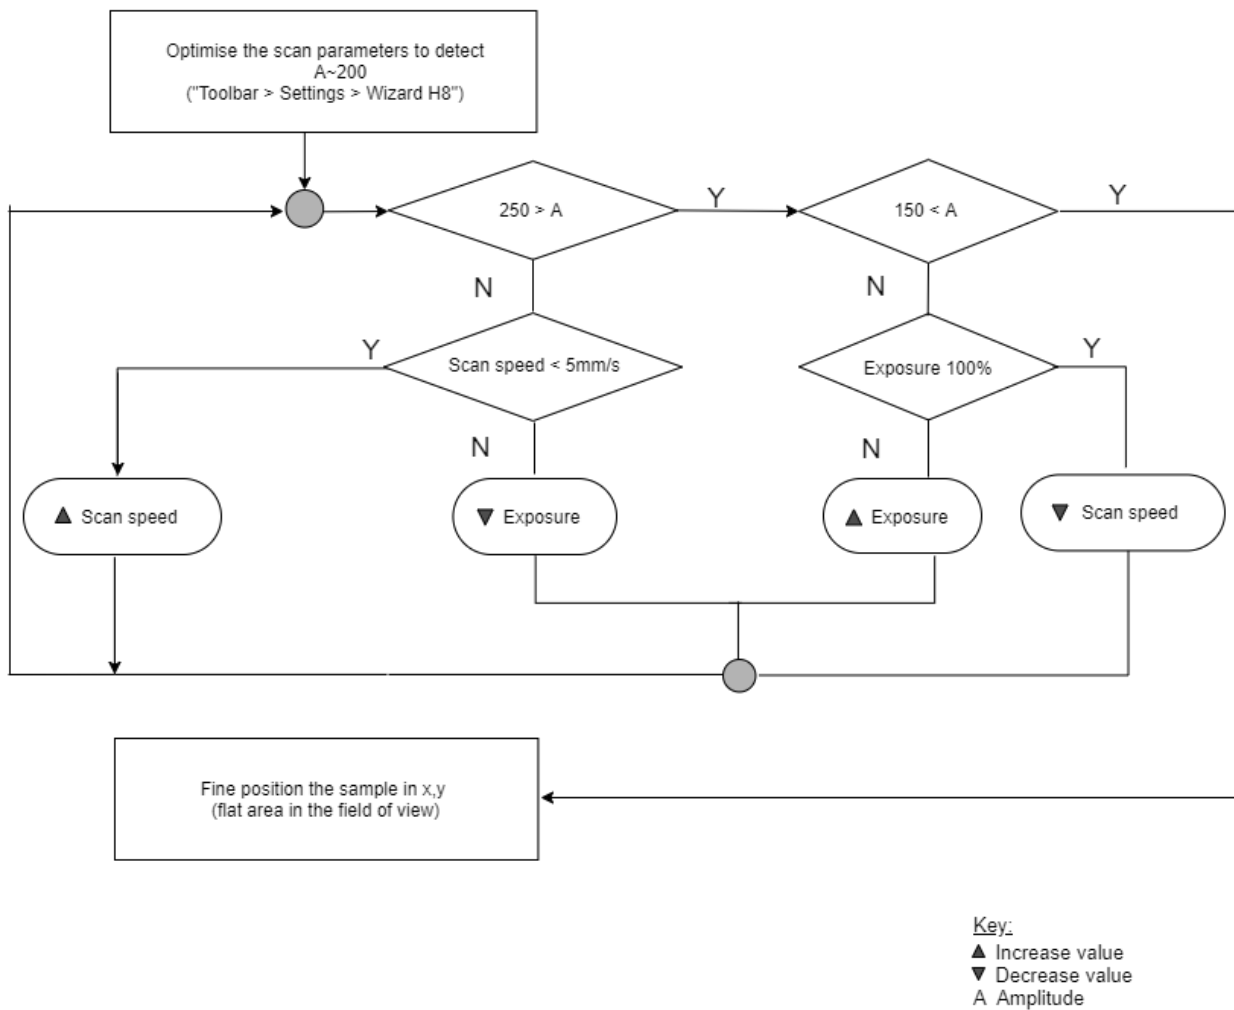 Optimise the scan parameters to detect
A~200
("Toolbar > Settings > Wizard H8")
250 > A
Y
150 < A
Y
N
N
Y
Scan speed < 5mm/s
Exposure 100%
Y
N
N
▲ Scan speed
▼ Exposure
▲ Exposure
▼ Scan speed
Fine position the sample in x,y
(flat area in the field of view)
Key:
▲ Increase value
▼ Decrease value
A Amplitude